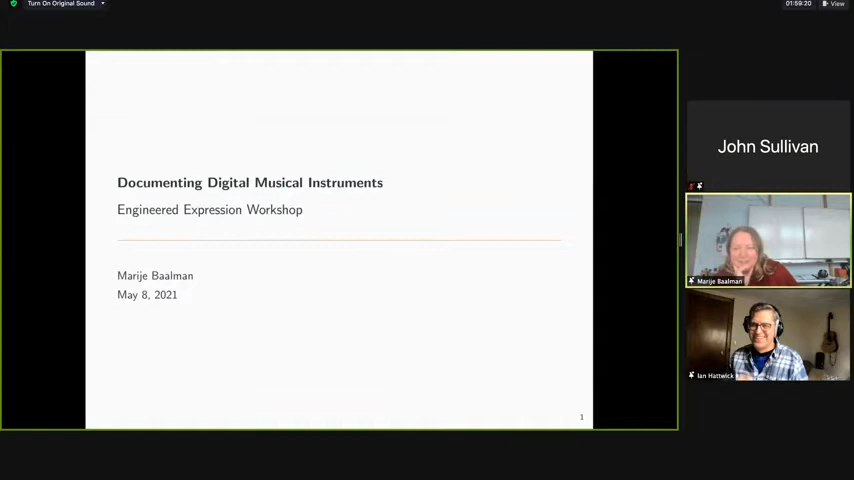 Turn On Original Sound
01:59:20
View
Documenting Digital Musical Instruments
Engineered Expression Workshop
Marije Baalman
May 8, 2021
1
John Sullivan
Marije Baalman
Ian Hattwick